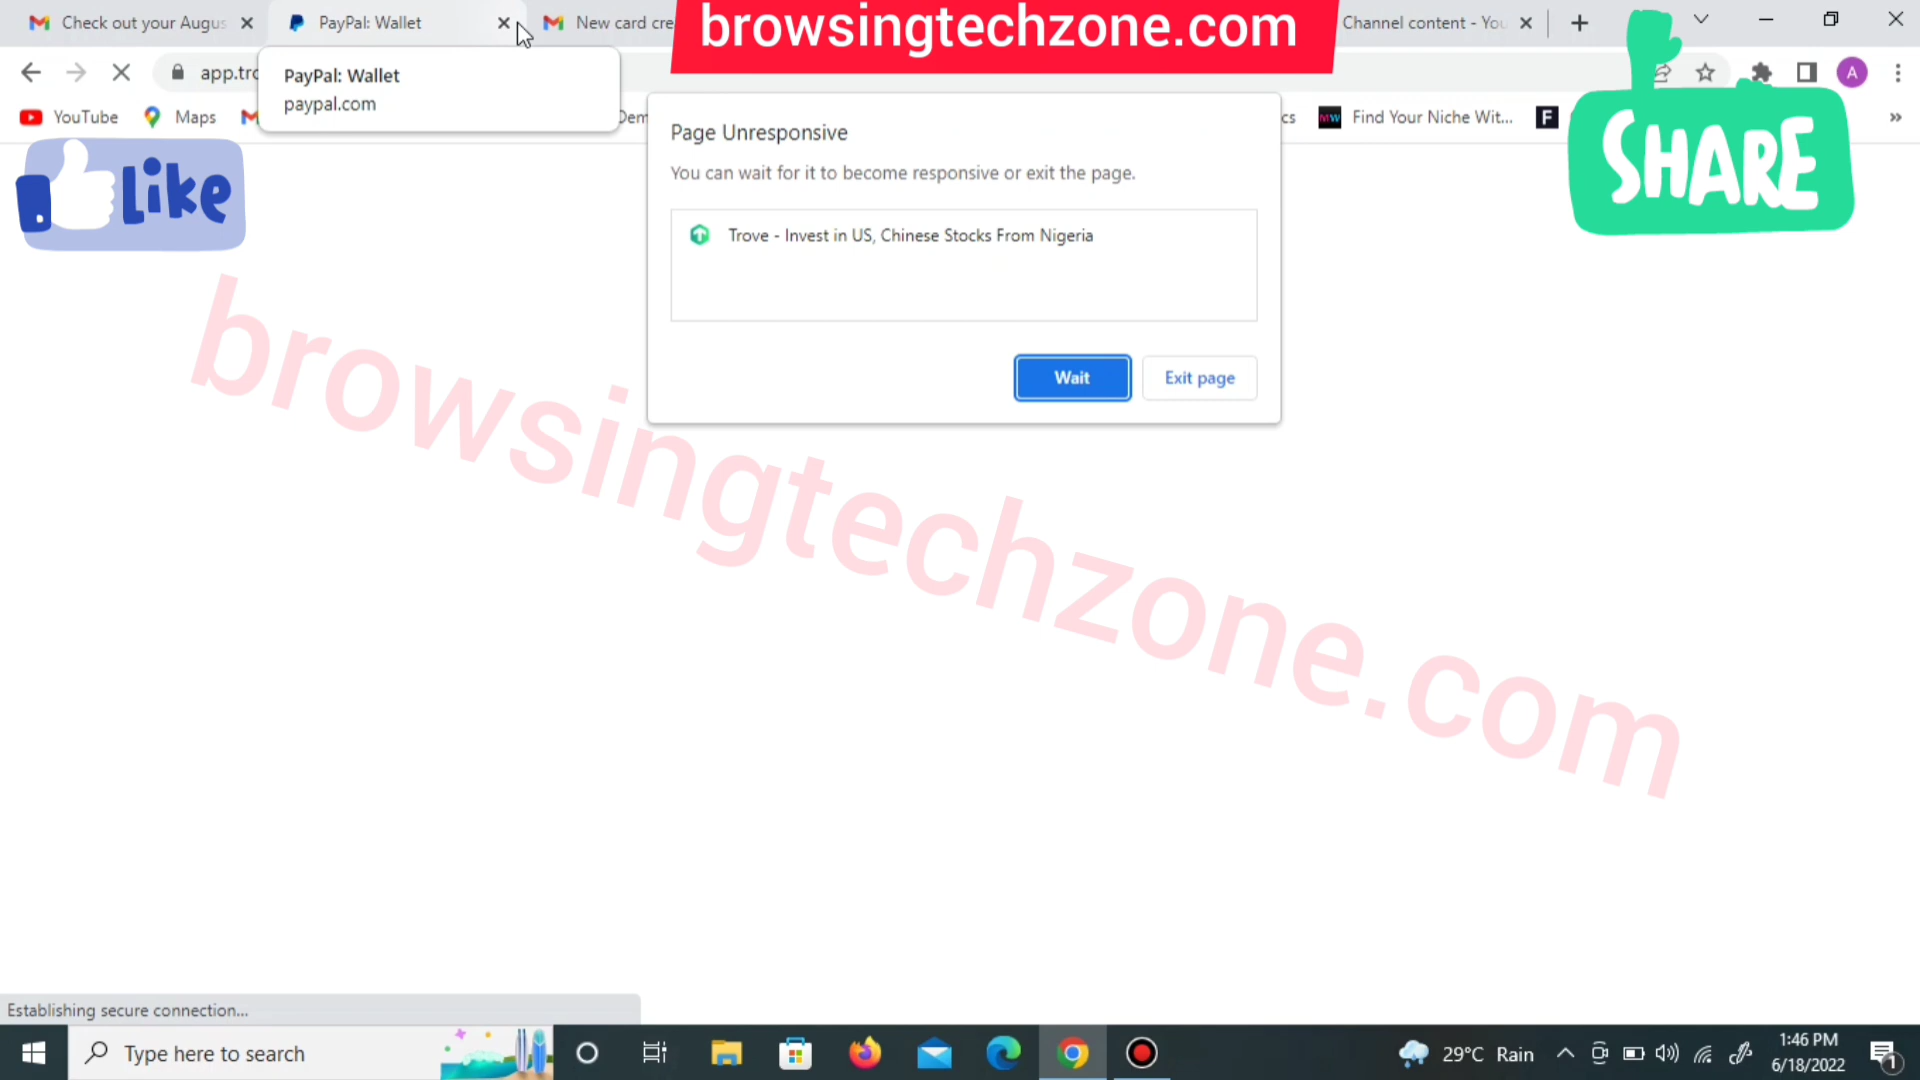 Check out your Augus
PayPal: Wallet
New card cre
browsingtechzone.com
Channel content - You
app.tro
PayPal: Wallet
paypal.com
A
YouTube
Maps
Dem
cs
MW
Find Your Niche Wit...
F
Like
SHARE
Page Unresponsive
You can wait for it to become responsive or exit the page.
Trove - Invest in US, Chinese Stocks From Nigeria
Wait
Exit page
browsingtechzone.com
Establishing secure connection...
Type here to search
29°C Rain
1:46 PM
6/18/2022
1